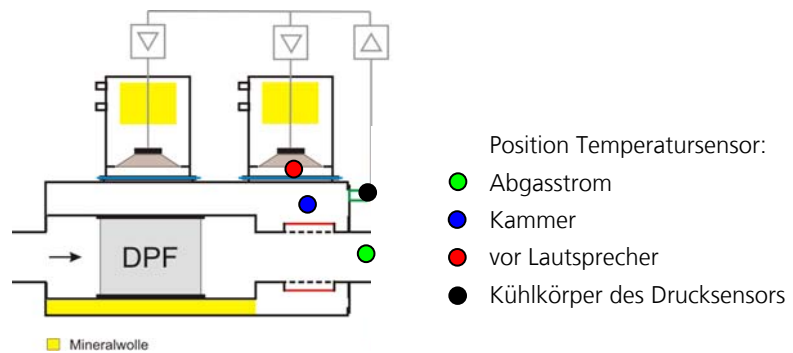 DPF
Mineralwolle
Position Temperatursensor:
Abgasstrom
Kammer
vor Lautsprecher
Kühlkörper des Drucksensors